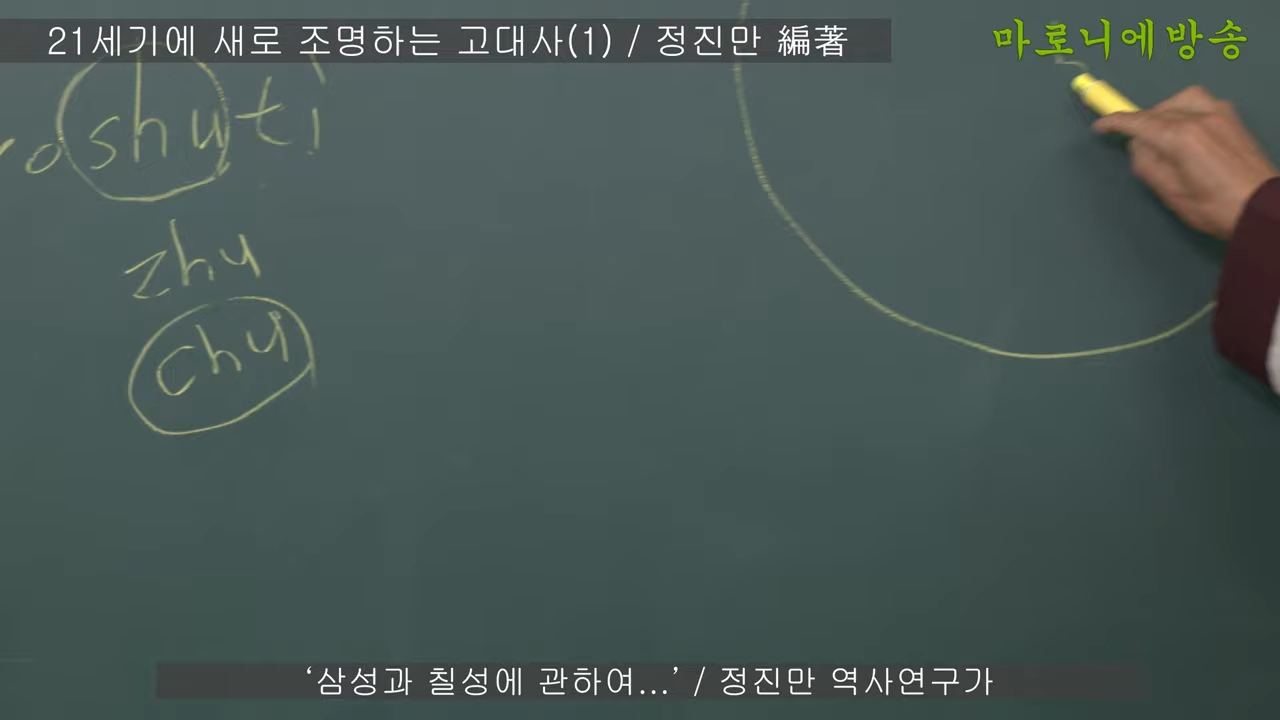 21세기에 새로 조명하는 고대사(1) / 정진만 編著
마로니에방송
oshuti
zhu
chu
‘삼성과 칠성에 관하여...’ / 정진만 역사연구가